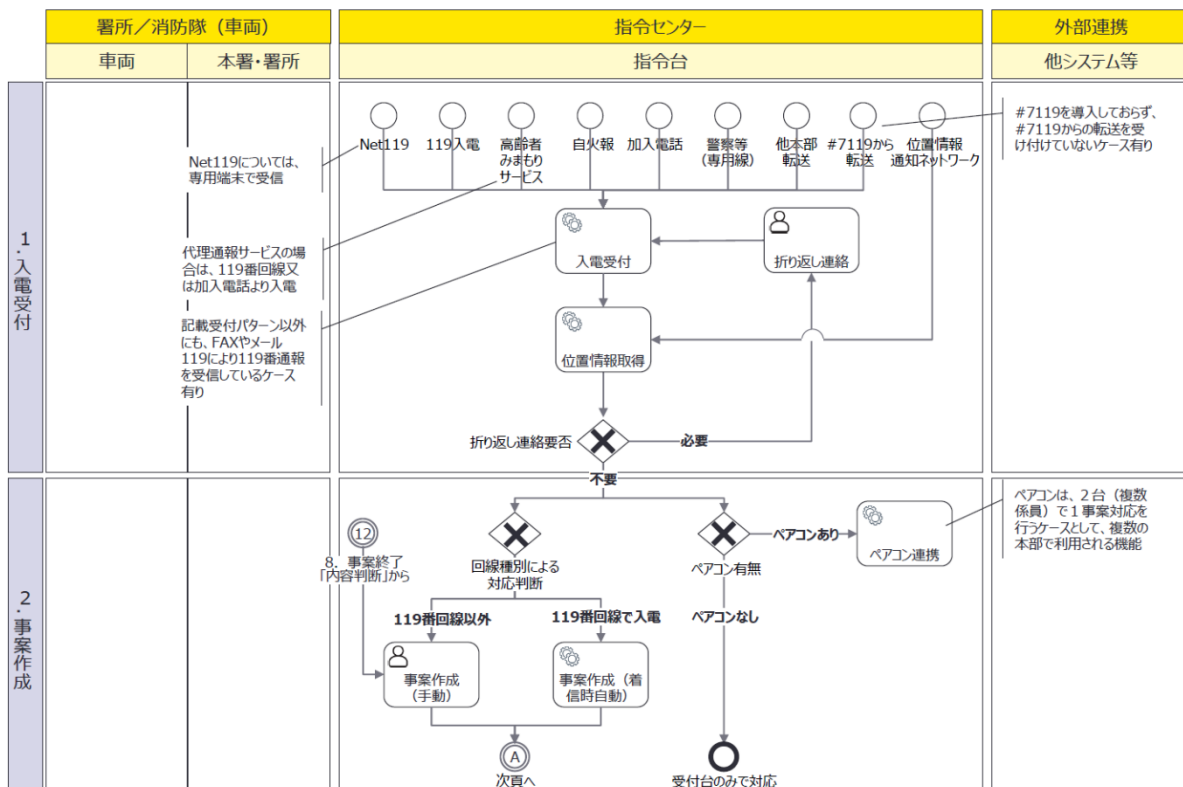 署所／消防隊（車両）
指令センター
外部連携
車両
本署・署所
指令台
他システム等
1．入電受付
Net119
119入電
高齢者
みまもり
サービス
自火報
加入電話
警察等
（専用線）
他本部
転送
#7119から
転送
位置情報
通知ネットワーク
#7119を導入しておらず、
#7119からの転送を受
け付けていないケース有り
Net119については、
専用端末で受信
代理通報サービスの場
合は、119番回線又
は加入電話より入電
記載受付パターン以外
にも、FAXやメール
119により119番通報
を受信しているケース
有り
入電受付
折り返し連絡
位置情報取得
折り返し連絡要否
必要
不要
2．事案作成
12
8．事案終了
「内容判断」から
回線種別による
対応判断
ペアコン有無
ペアコンあり
ペアコン連携
ペアコンは、２台（複数
係員）で１事案対応を
行うケースとして、複数の
本部で利用される機能
119番回線以外
119番回線で入電
ペアコンなし
事案作成
（手動）
事案作成（着
信時自動）
A
次頁へ
受付台のみで対応